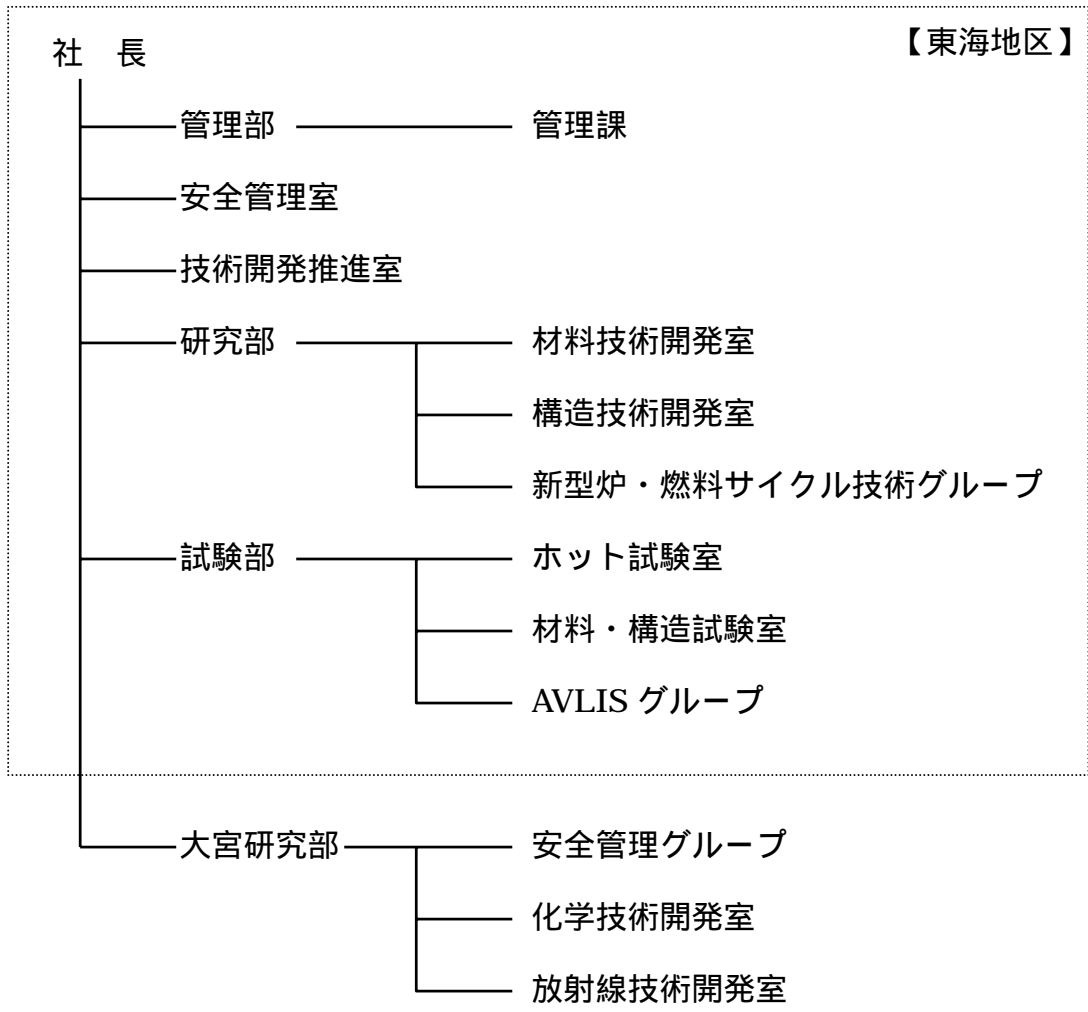 社　長
【東海地区】
管理部
管理課
安全管理室
技術開発推進室
研究部
材料技術開発室
構造技術開発室
新型炉・燃料サイクル技術グループ
試験部
ホット試験室
材料・構造試験室
AVLIS グループ
大宮研究部
安全管理グループ
化学技術開発室
放射線技術開発室